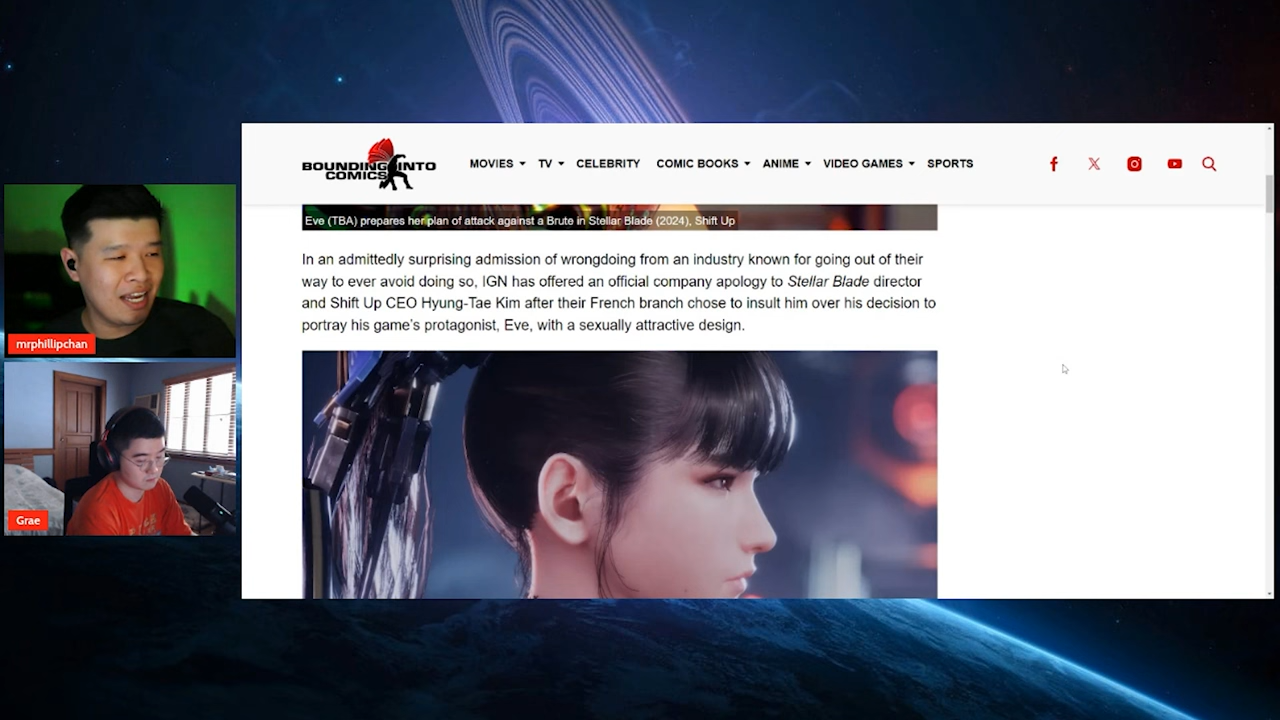 BOUNDING INTO
COMICS
MOVIES TV CELEBRITY COMIC BOOKS ANIME VIDEO GAMES SPORTS
Eve (TBA) prepares her plan of attack against a Brute in Stellar Blade (2024), Shift Up
In an admittedly surprising admission of wrongdoing from an industry known for going out of their
way to ever avoid doing so, IGN has offered an official company apology to Stellar Blade director
and Shift Up CEO Hyung-Tae Kim after their French branch chose to insult him over his decision to
portray his game's protagonist, Eve, with a sexually attractive design.
mrphillipchan
Grae